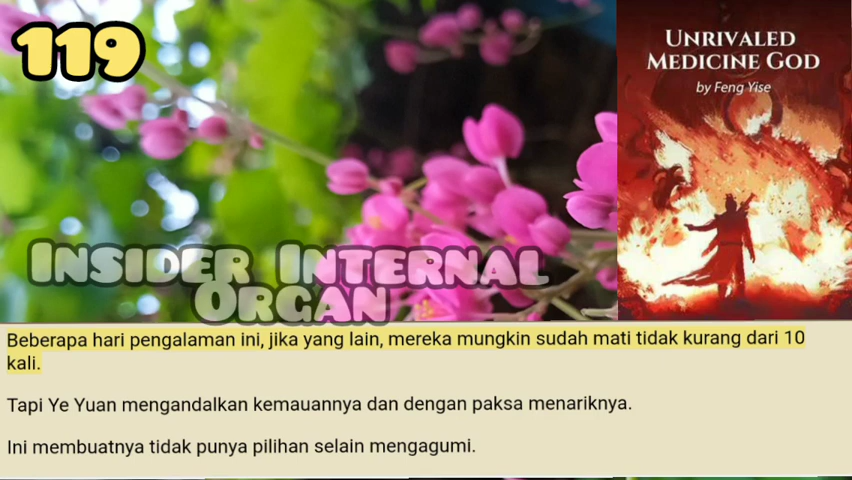 119
UNRIVALED
MEDICINE GOD
by Feng Yise
INSIDER INTERNAL
ORGAN
Beberapa hari pengalaman ini, jika yang lain, mereka mungkin sudah mati tidak kurang dari 10
kali.
Tapi Ye Yuan mengandalkan kemauannya dan dengan paksa menariknya.
Ini membuatnya tidak punya pilihan selain mengagumi.